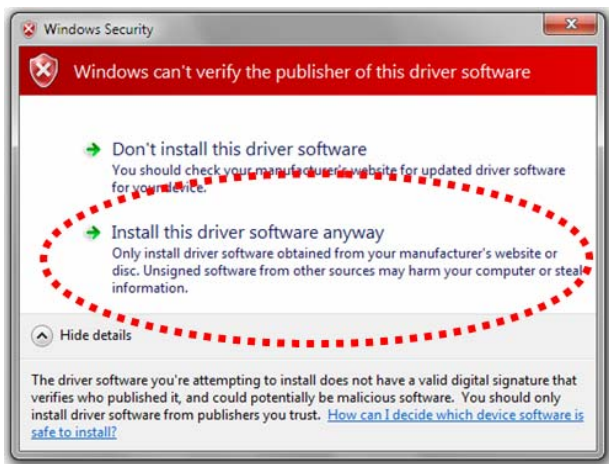 Windows Security
Windows can't verify the publisher of this driver software
Don't install this driver software
You should check your manufacturer's website for updated driver software
for your device.
Install this driver software anyway
Only install driver software obtained from your manufacturer's website or
disc. Unsigned software from other sources may harm your computer or steal
information.
Hide details
The driver software you're attempting to install does not have a valid digital signature that
verifies who published it, and could potentially be malicious software. You should only
install driver software from publishers you trust. How can I decide which device software is
safe to install?